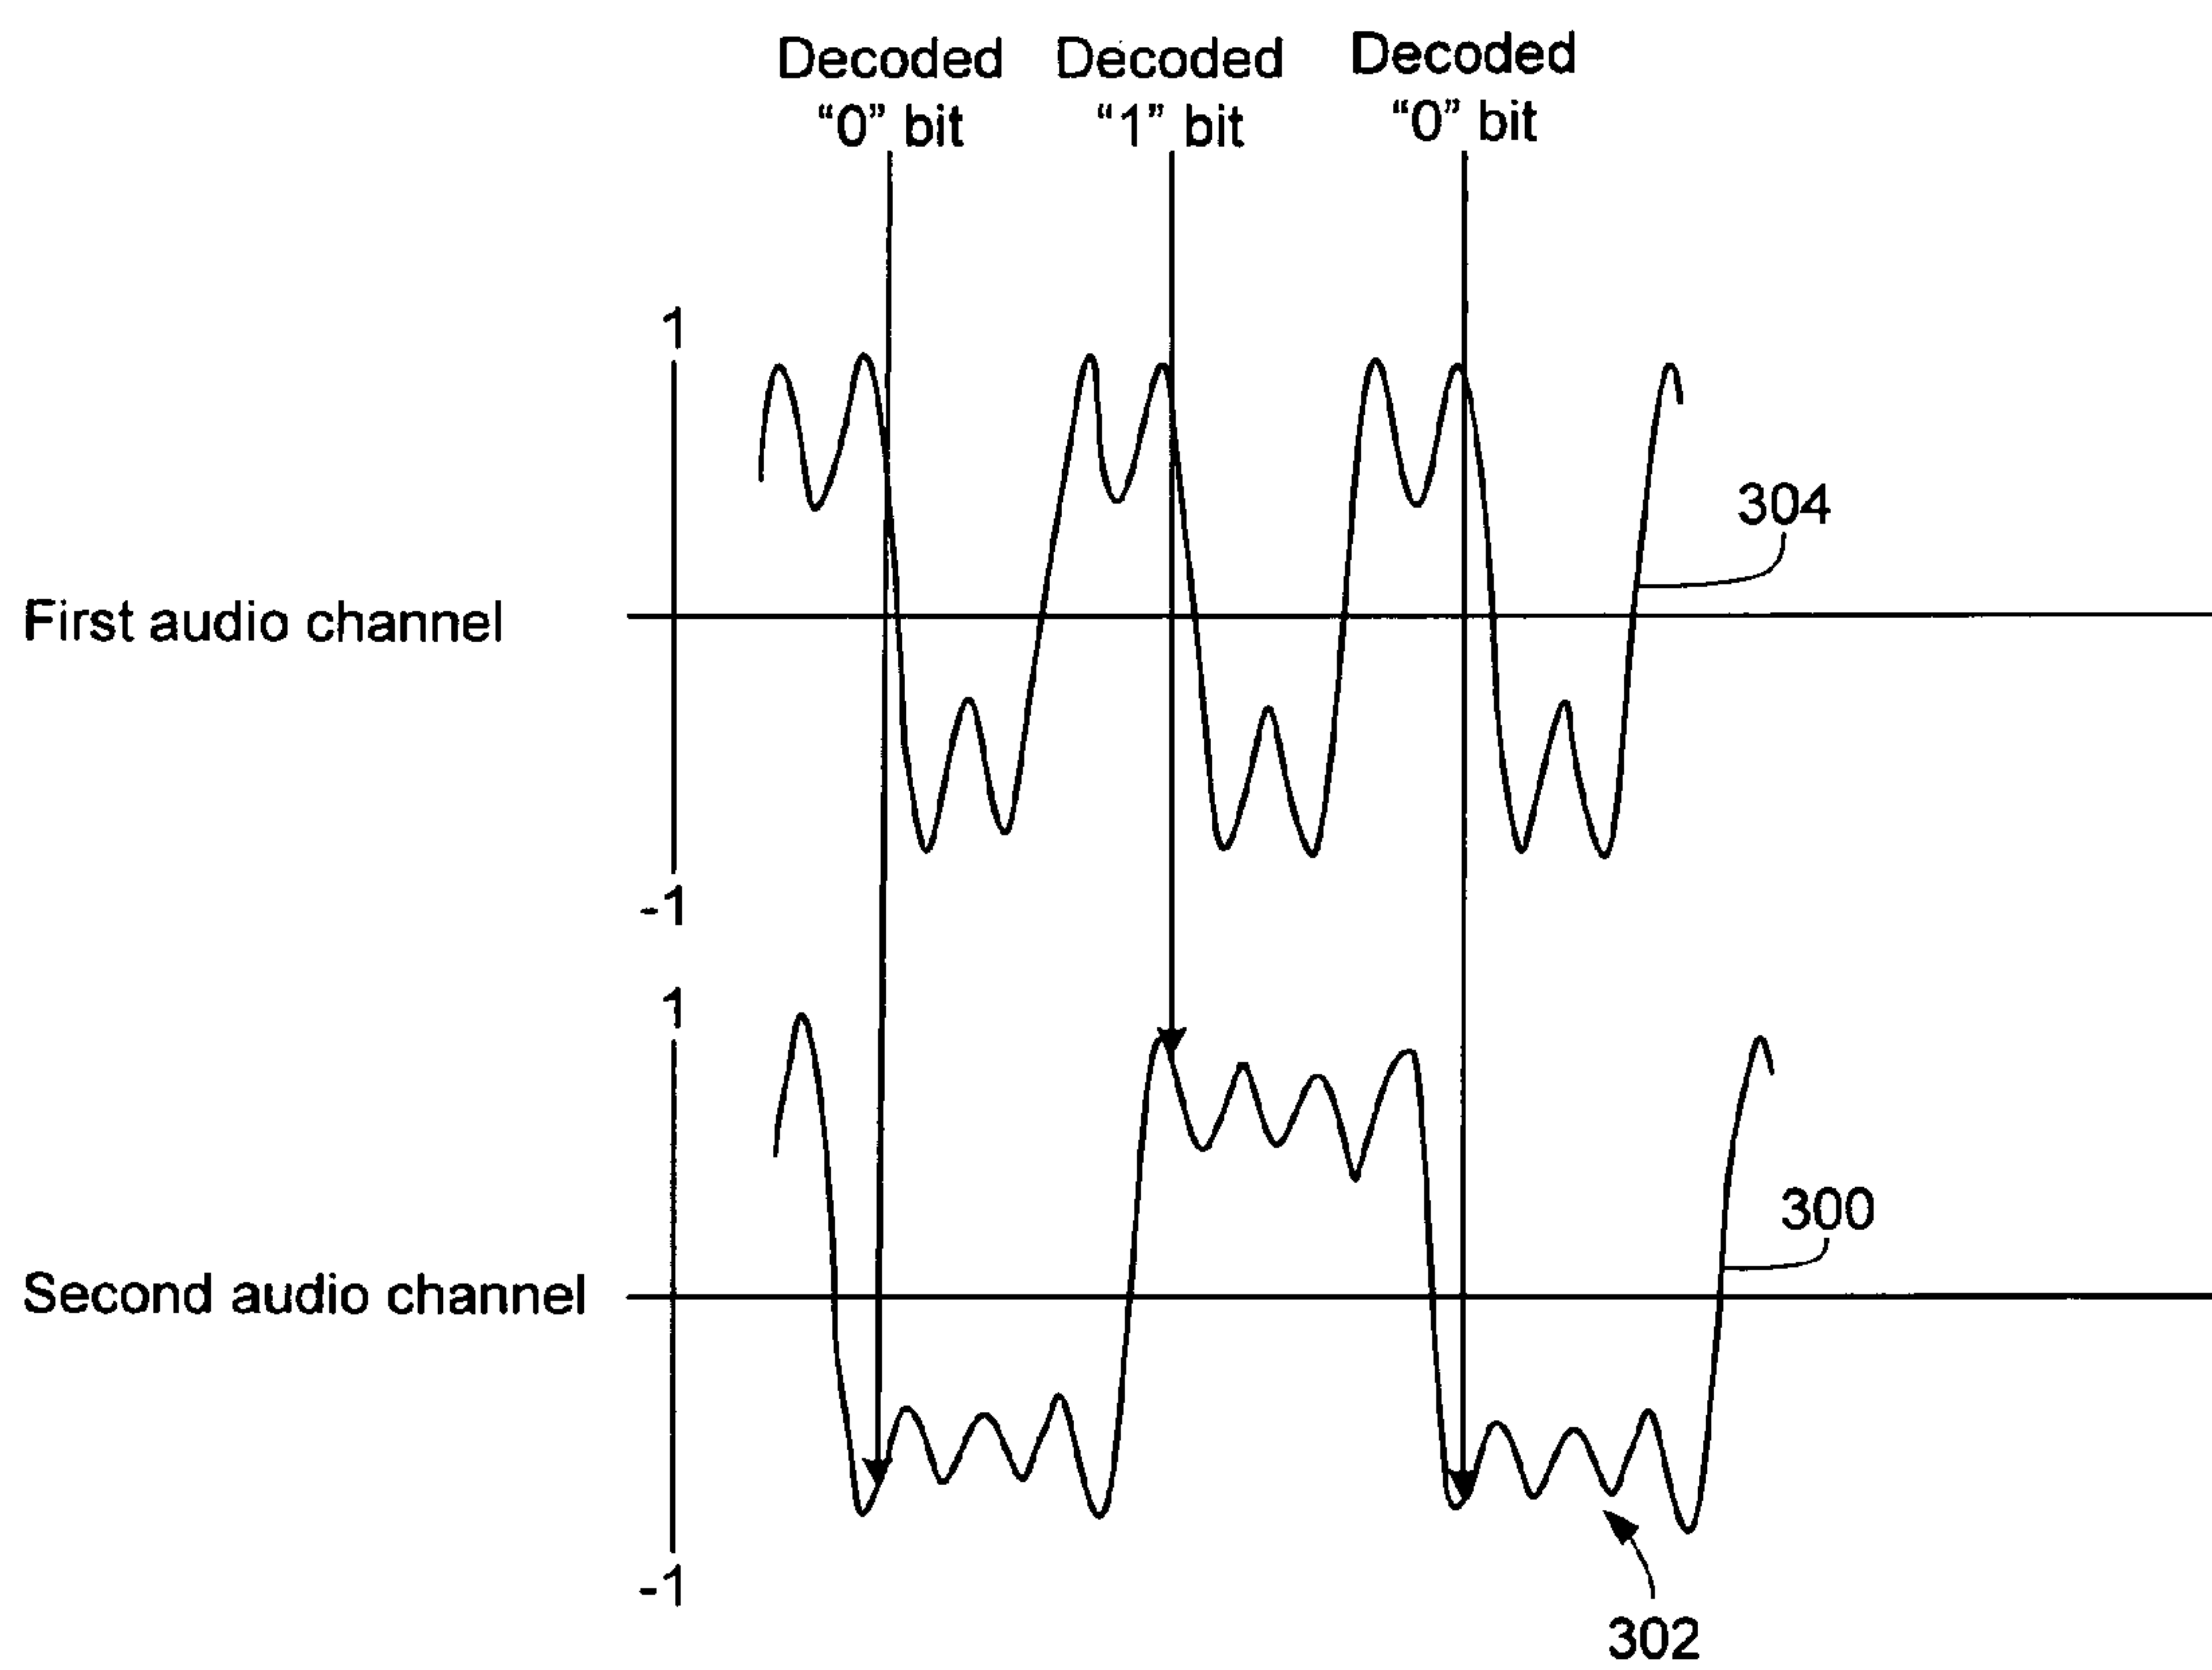 Decoded Decoded Decoded
“0” bit “1” bit “0” bit
1
304
First audio channel
-1
1
300
Second audio channel
-1
302